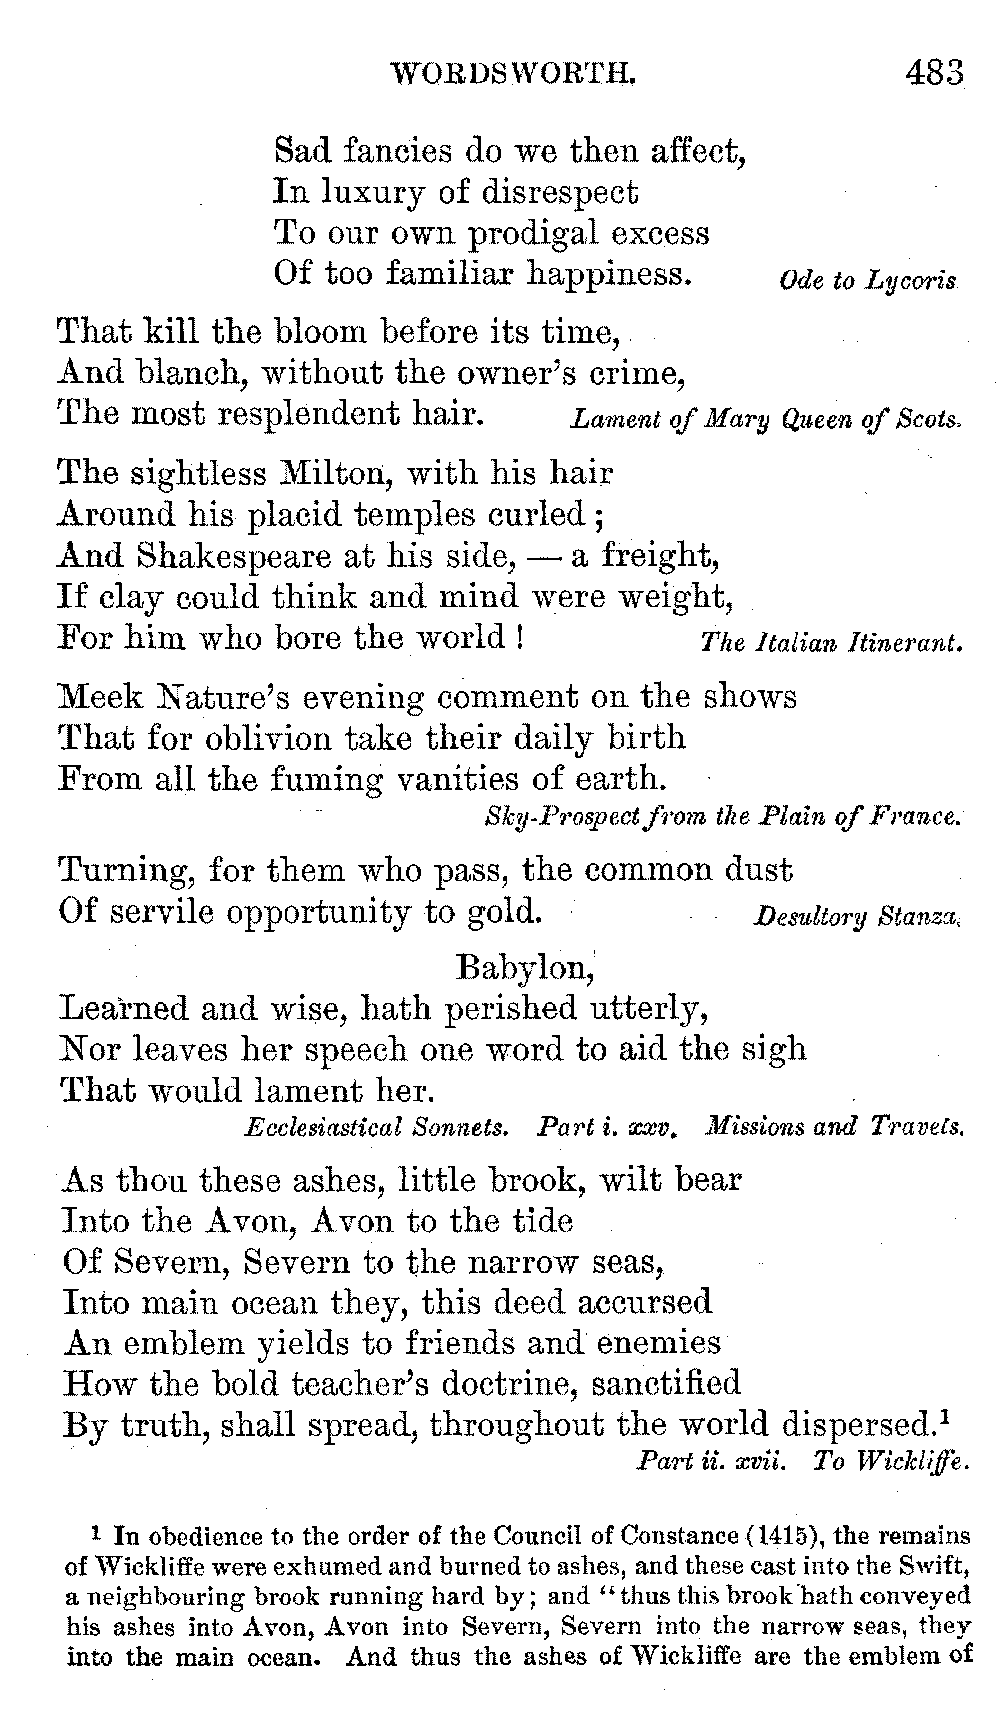 WORDSWORTH. 483
Sad fancies do we then affect,
In luxury of disrespect
To our own prodigal excess
Of too familiar happiness. Ode to Lycoris
That kill the bloom before its time,
And blanch, without the owner's crime,
The most resplendent hair. Lament of Mary Queen of Scots.
The sightless Milton, with his hair
Around his placid temples curled ;
And Shakespeare at his side, — a freight,
If clay could think and mind were weight,
For him who bore the world ! The Italian Itinerant.
Meek Nature's evening comment on the shows
That for oblivion take their daily birth
From all the fuming vanities of earth.
Sky-Prospect from the Plain of France.
Turning, for them who pass, the common dust
Of servile opportunity to gold. Desultory Stanza.
Babylon,
Learned and wise, hath perished utterly,
Nor leaves her speech one word to aid the sigh
That would lament her.
Ecclesiastical Sonnets. Part i. xxv. Missions and Travels.
As thou these ashes, little brook, wilt bear
Into the Avon, Avon to the tide
Of Severn, Severn to the narrow seas,
Into main ocean they, this deed accursed
An emblem yields to friends and enemies
How the bold teacher's doctrine, sanctified
By truth, shall spread, throughout the world dispersed.¹
Part ii. xvii. To Wickliffe.
1 In obedience to the order of the Council of Constance (1415), the remains
of Wickliffe were exhumed and burned to ashes, and these cast into the Swift,
a neighbouring brook running hard by; and "thus this brook hath conveyed
his ashes into Avon, Avon into Severn, Severn into the narrow seas, they
into the main ocean. And thus the ashes of Wickliffe are the emblem of